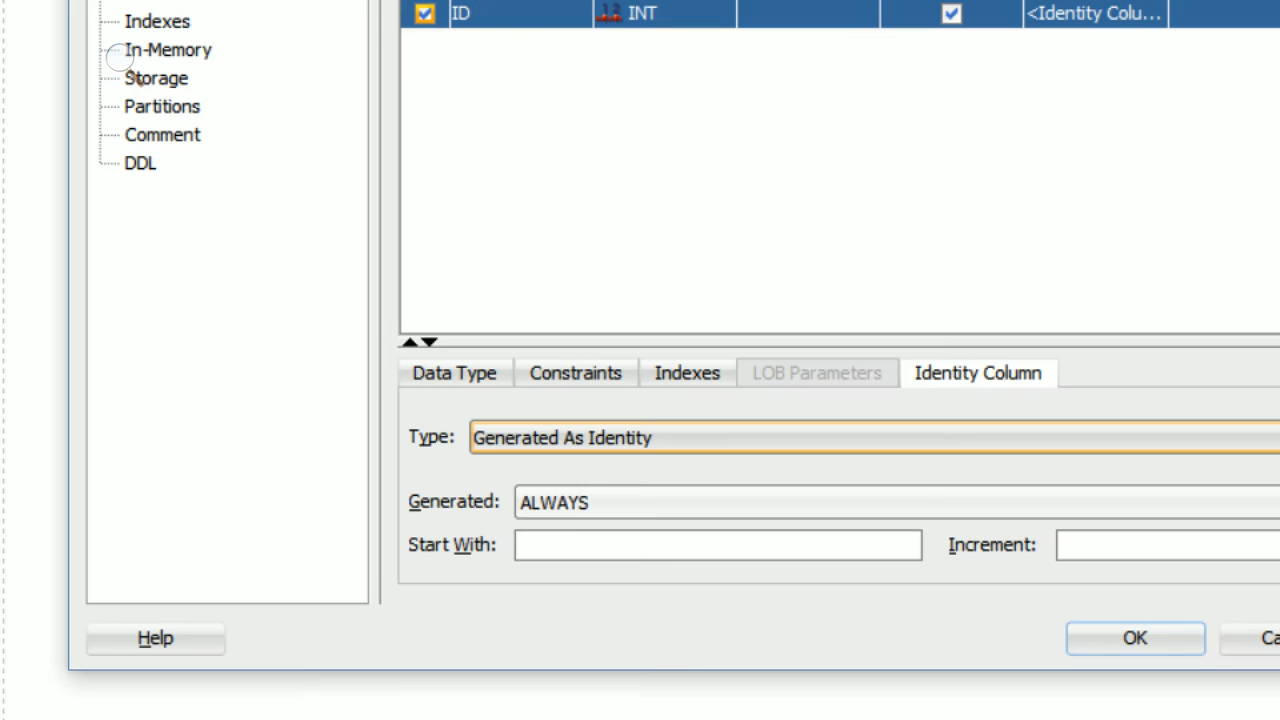 Indexes
In-Memory
Storage
Partitions
Comment
DDL
ID INT <Identity Colu...
Data Type Constraints Indexes LOB Parameters Identity Column
Type: Generated As Identity
Generated: ALWAYS
Start With: Increment:
Help OK Ca